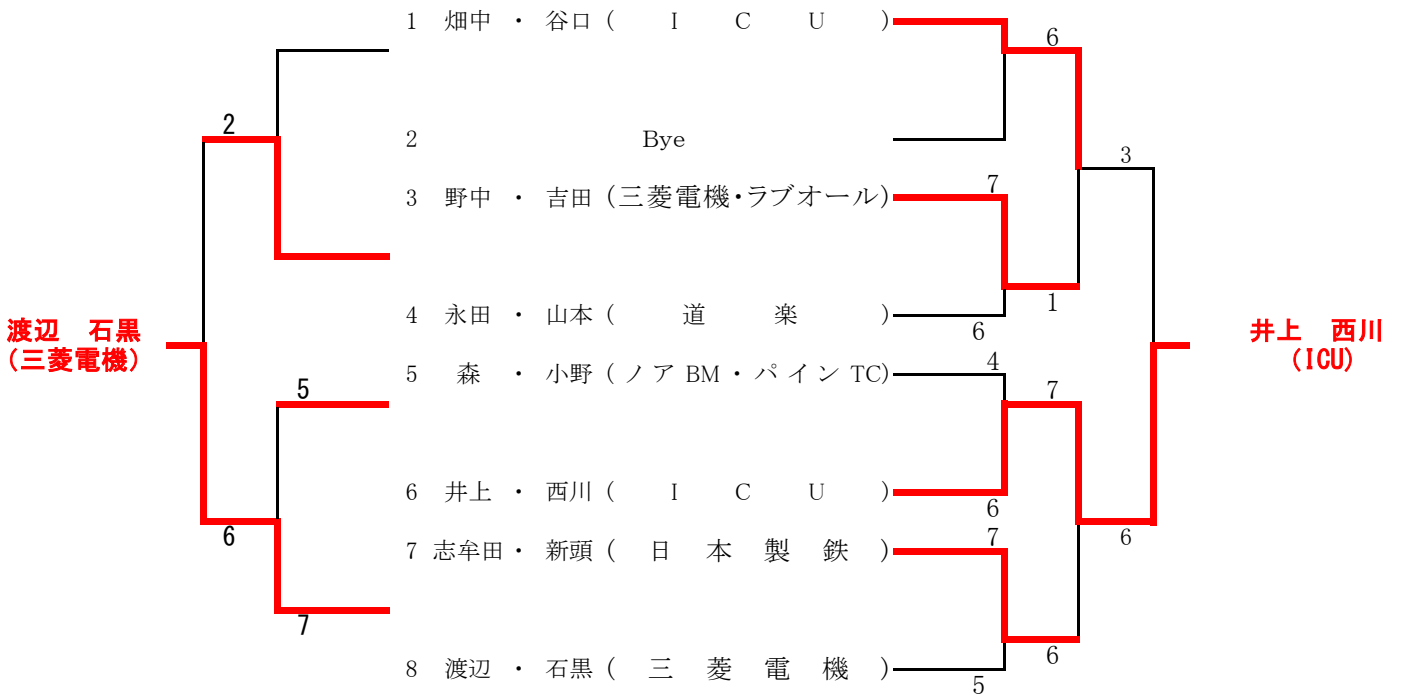 1 畑中 ・ 谷口 ( I C U )
6
2
2 Bye
3
3 野中 ・ 吉田 (三菱電機・ラブオール)
7
1
4 永田 ・ 山本 ( 道 楽 )
6
渡辺 石黒
(三菱電機)
井上 西川
(ICU)
5 森 ・ 小野 ( ノア BM ・ パイン TC)
4
5
7
6 井上 ・ 西川 ( I C U )
6
6
6
7 志牟田 ・ 新頭 ( 日 本 製 鉄 )
7
7
6
8 渡辺 ・ 石黒 ( 三 菱 電 機 )
5